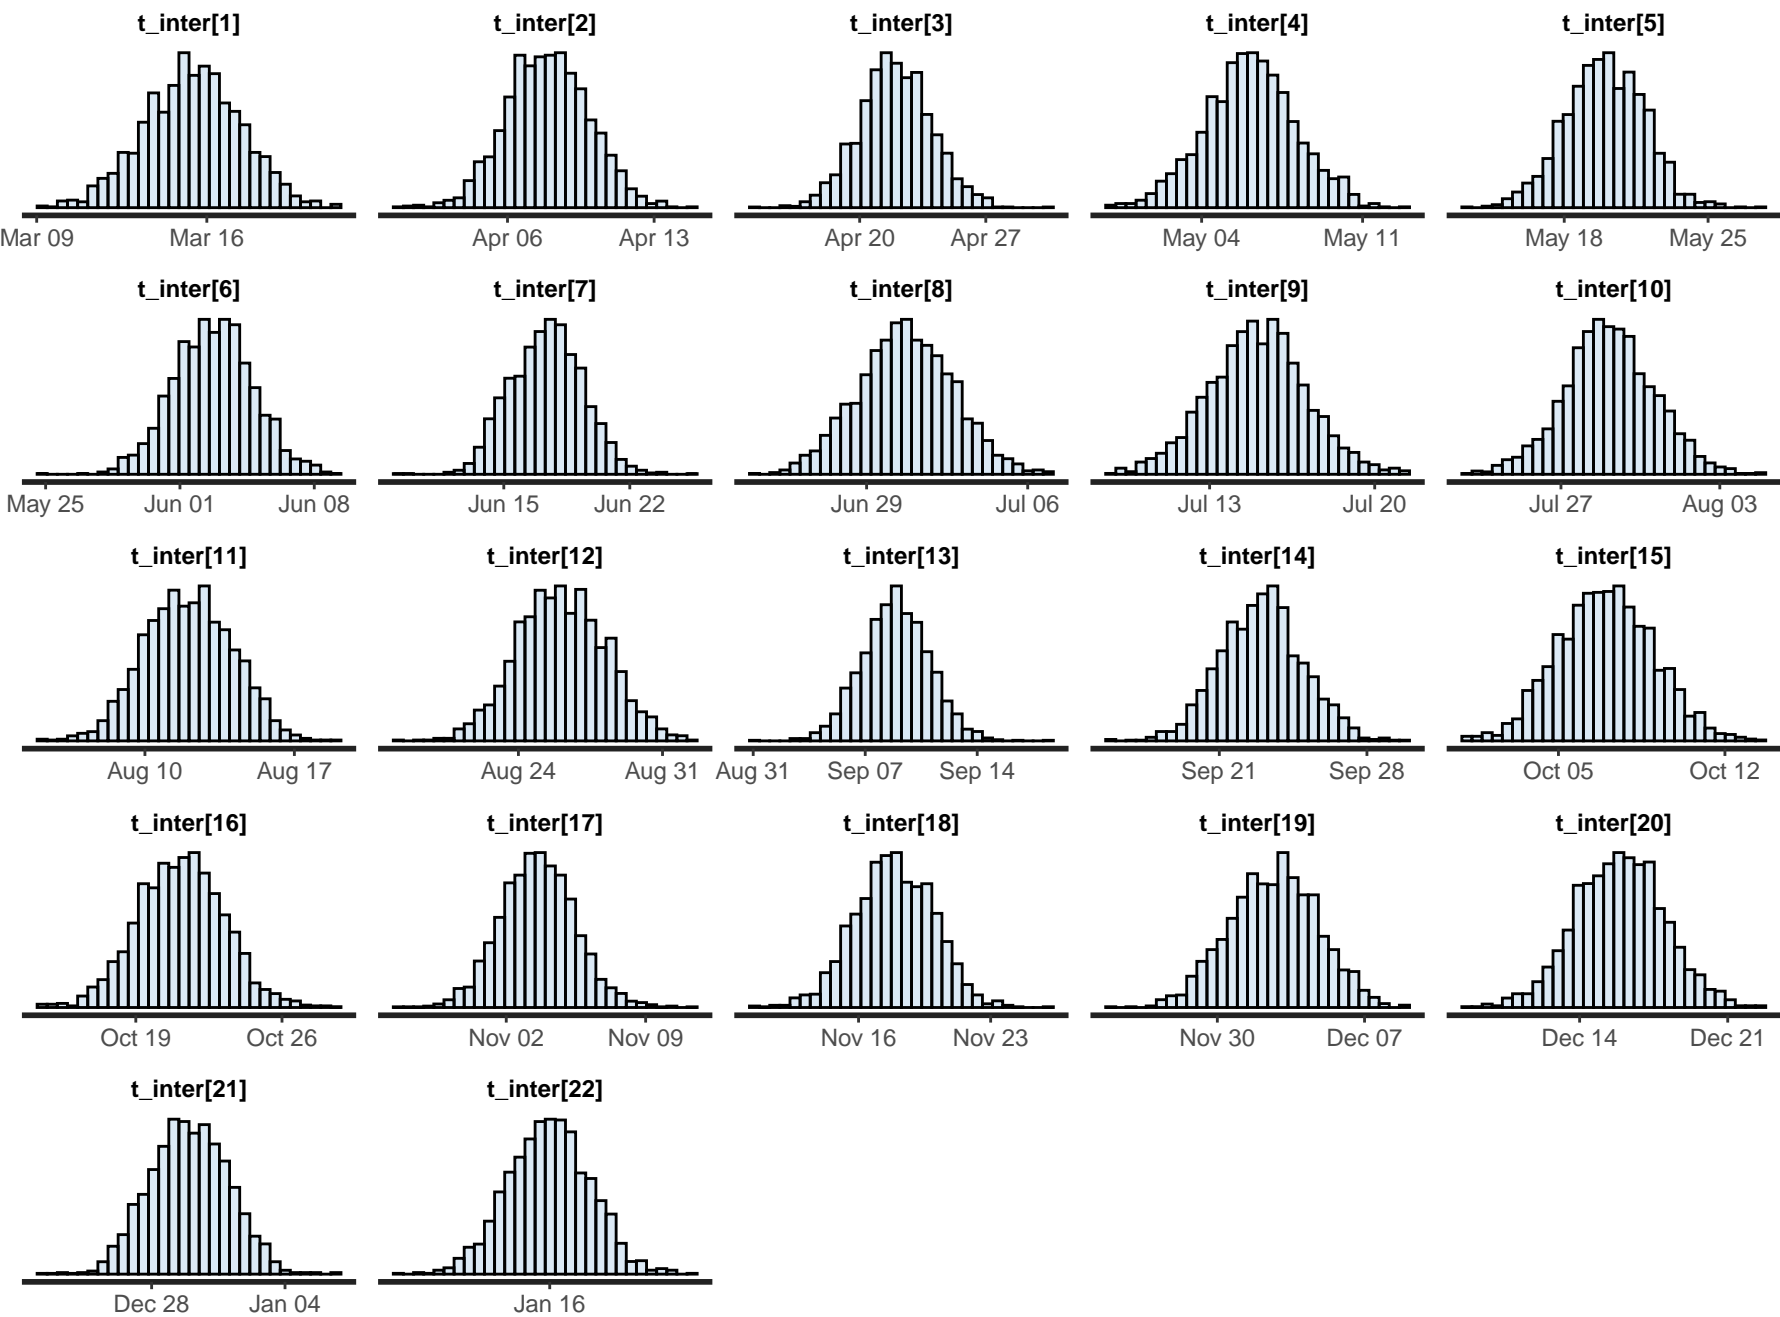 t_inter[1] t_inter[2] t_inter[3] t_inter[4] t_inter[5]
Mar 09 Mar 16 Apr 06 Apr 13 Apr 20 Apr 27 May 04 May 11 May 18 May 25
t_inter[6] t_inter[7] t_inter[8] t_inter[9] t_inter[10]
May 25 Jun 01 Jun 08 Jun 15 Jun 22 Jun 29 Jul 06 Jul 13 Jul 20 Jul 27 Aug 03
t_inter[11] t_inter[12] t_inter[13] t_inter[14] t_inter[15]
Aug 10 Aug 17 Aug 24 Aug 31 Aug 31 Sep 07 Sep 14 Sep 21 Sep 28 Oct 05 Oct 12
t_inter[16] t_inter[17] t_inter[18] t_inter[19] t_inter[20]
Oct 19 Oct 26 Nov 02 Nov 09 Nov 16 Nov 23 Nov 30 Dec 07 Dec 14 Dec 21
t_inter[21] t_inter[22]
Dec 28 Jan 04 Jan 16